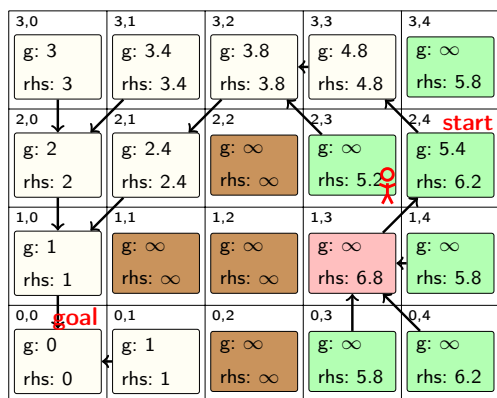 3,0
g: 3
rhs: 3
3,1
g: 3.4
rhs: 3.4
3,2
g: 3.8
rhs: 3.8
3,3
g: 4.8
rhs: 4.8
3,4
g: ∞
rhs: 5.8
2,0
g: 2
rhs: 2
2,1
g: 2.4
rhs: 2.4
2,2
g: ∞
rhs: ∞
2,3
g: ∞
rhs: 5.2
2,4
start
g: 5.4
rhs: 6.2
1,0
g: 1
rhs: 1
1,1
g: ∞
rhs: ∞
1,2
g: ∞
rhs: ∞
1,3
g: ∞
rhs: 6.8
1,4
g: ∞
rhs: 5.8
0,0
goal
g: 0
rhs: 0
0,1
g: 1
rhs: 1
0,2
g: ∞
rhs: ∞
0,3
g: ∞
rhs: 5.8
0,4
g: ∞
rhs: 6.2